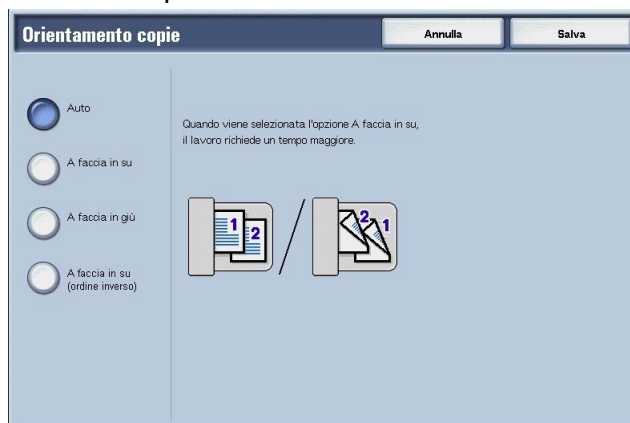 Orientamento copie
Annulla
Salva
Auto
A faccia in su
A faccia in giù
A faccia in su
(ordine inverso)
Quando viene selezionata l'opzione A faccia in su,
il lavoro richiede un tempo maggiore.
1
2
2
1